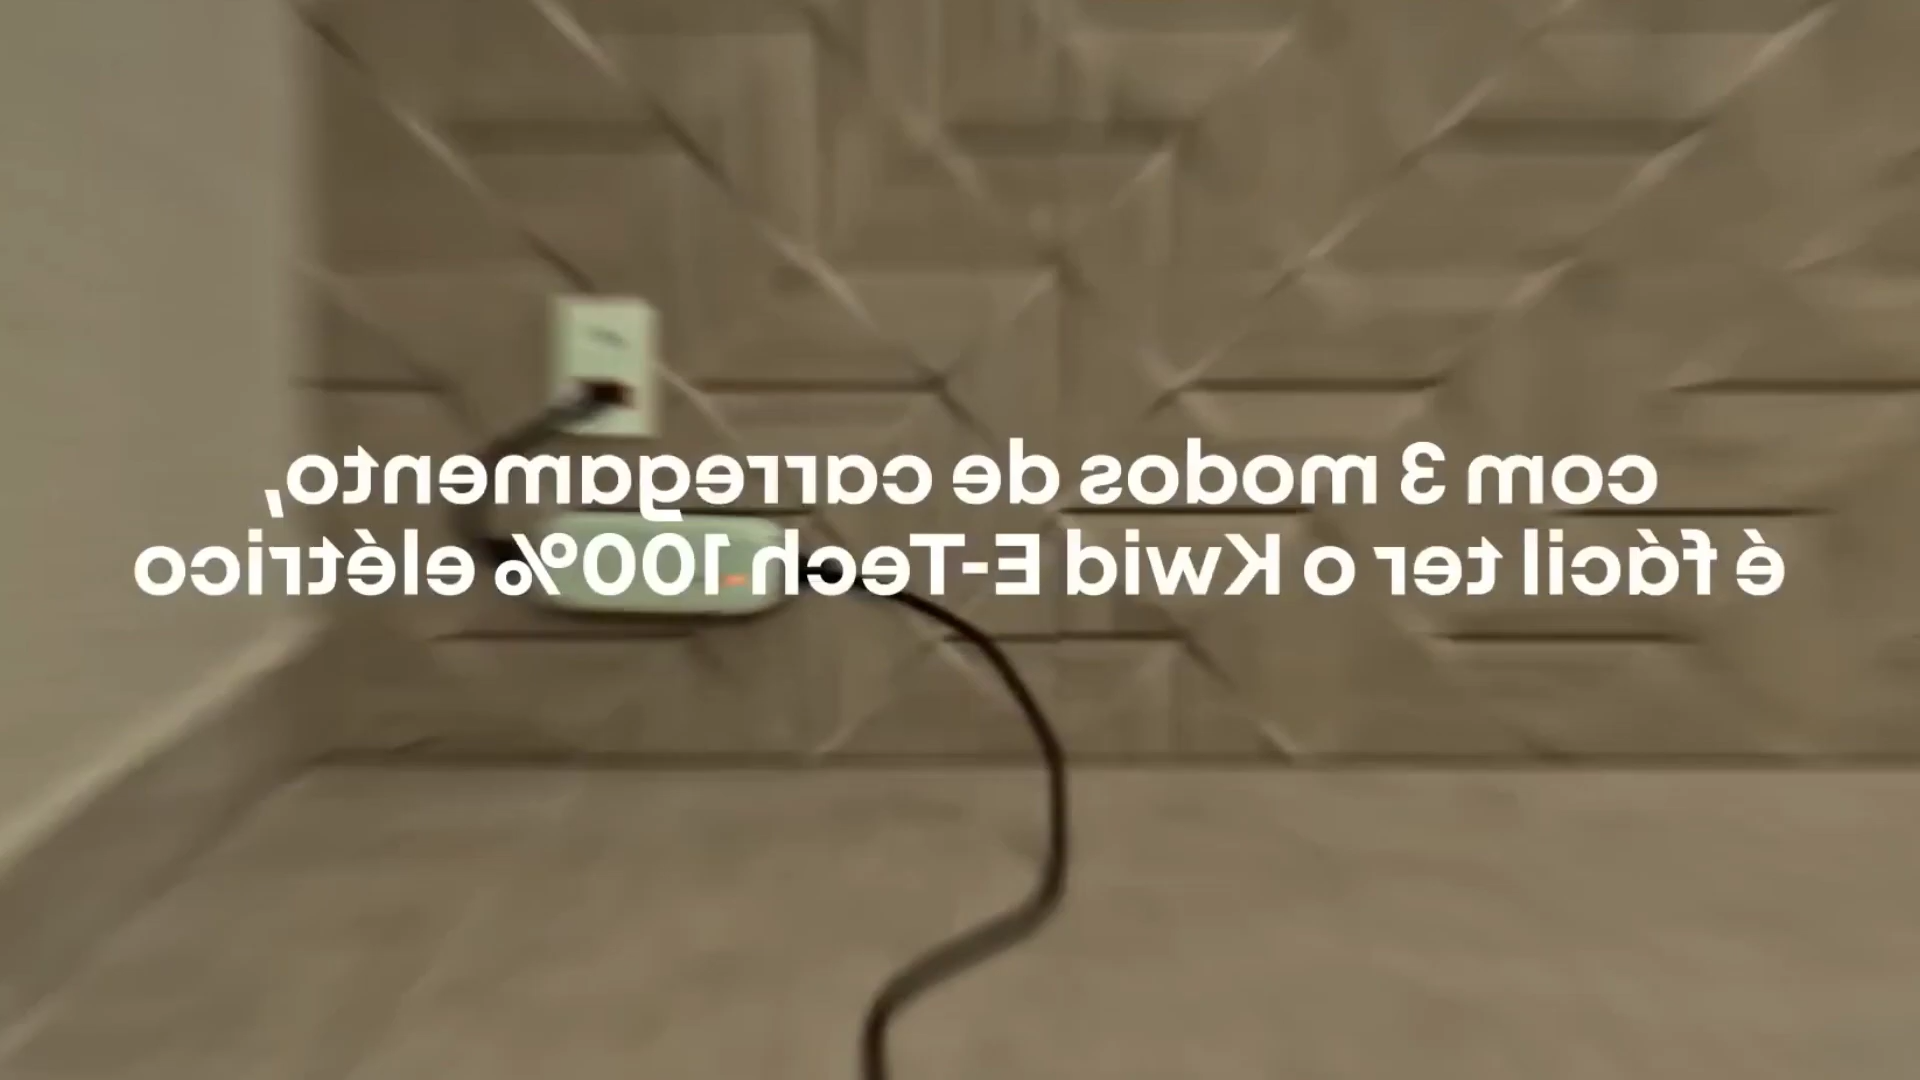 com 3 modos de carregamento,
é fácil ter o Kwid E-Tech 100% elétrico